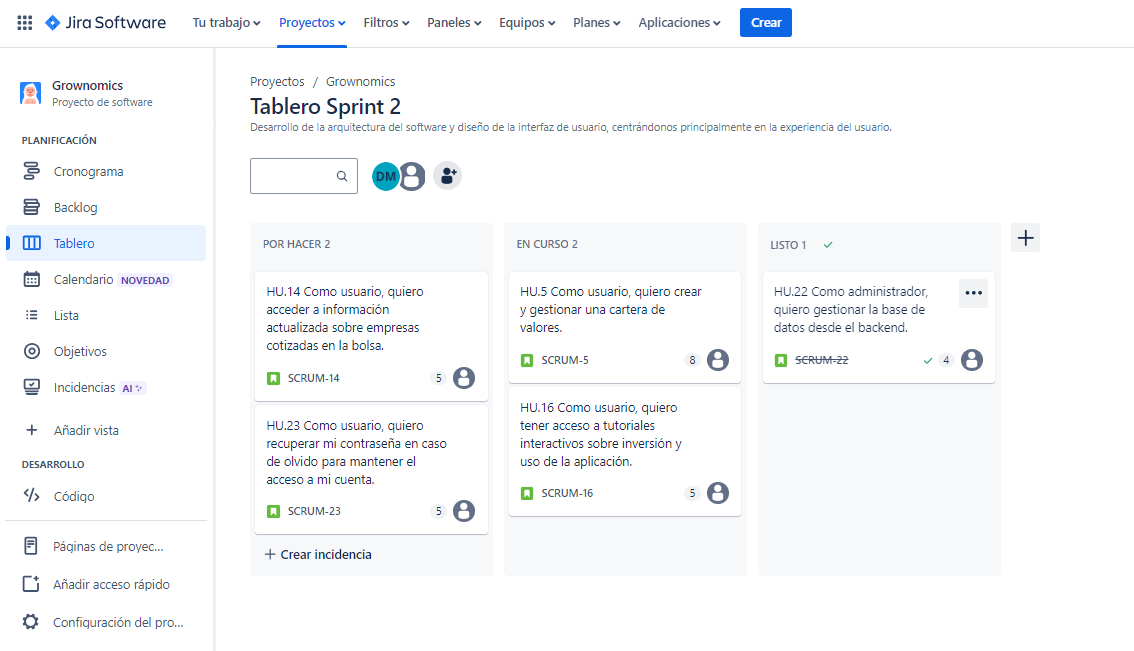 Jira Software
Tu trabajo Proyectos Filtros Paneles Equipos Planes Aplicaciones Crear
Grownomics
Proyecto de software
PLANIFICACIÓN
Cronograma
Backlog
Tablero
Calendario NOVEDAD
Lista
Objetivos
Incidencias AI
Añadir vista
DESARROLLO
Código
Páginas de proyec...
Añadir acceso rápido
Configuración del pro...
Proyectos / Grownomics
Tablero Sprint 2
Desarrollo de la arquitectura del software y diseño de la interfaz de usuario, centrándonos principalmente en la experiencia del usuario.
DM
POR HACER 2
HU.14 Como usuario, quiero
acceder a información
actualizada sobre empresas
cotizadas en la bolsa.
SCRUM-14 5
HU.23 Como usuario, quiero
recuperar mi contraseña en caso
de olvido para mantener el
acceso a mi cuenta.
SCRUM-23 5
+ Crear incidencia
EN CURSO 2
HU.5 Como usuario, quiero crear
y gestionar una cartera de
valores.
SCRUM-5 8
HU.16 Como usuario, quiero
tener acceso a tutoriales
interactivos sobre inversión y
uso de la aplicación.
SCRUM-16 5
LISTO 1
HU.22 Como administrador,
quiero gestionar la base de
datos desde el backend.
SCRUM-22 4